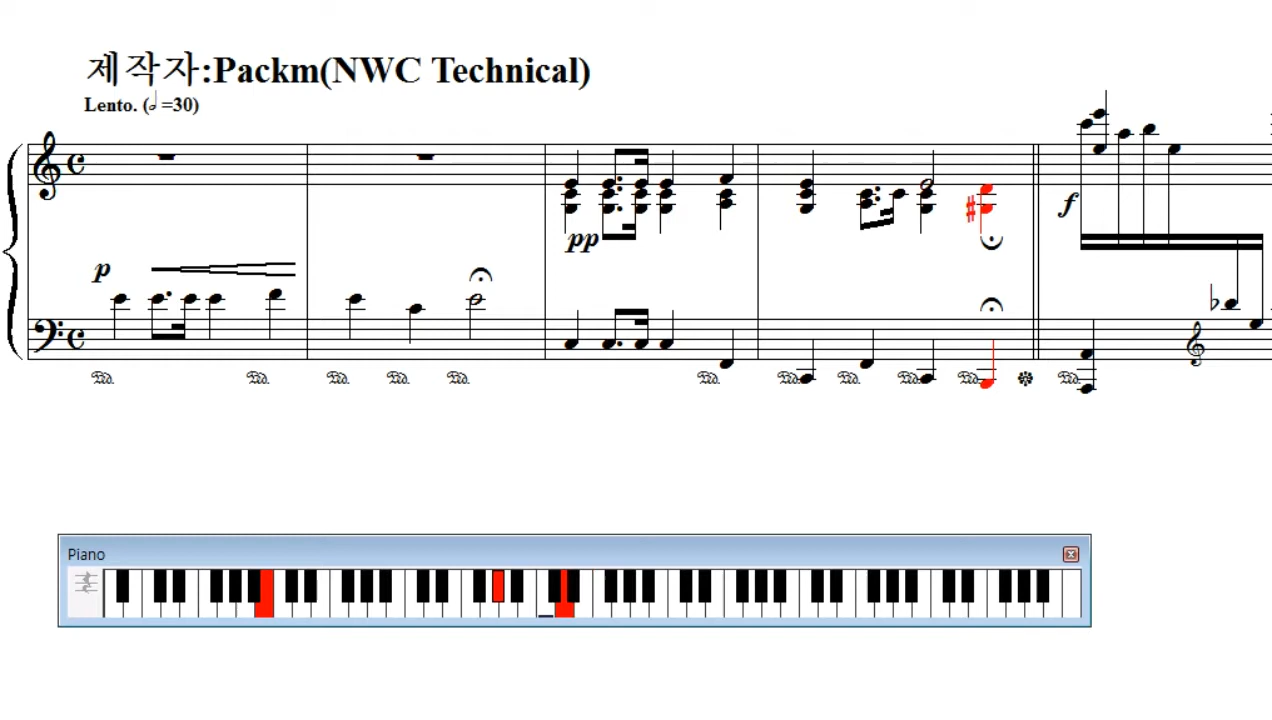 제작자:Packm(NWC Technical)
Lento. (𝅗𝅥 =30)
p
pp
f
Piano